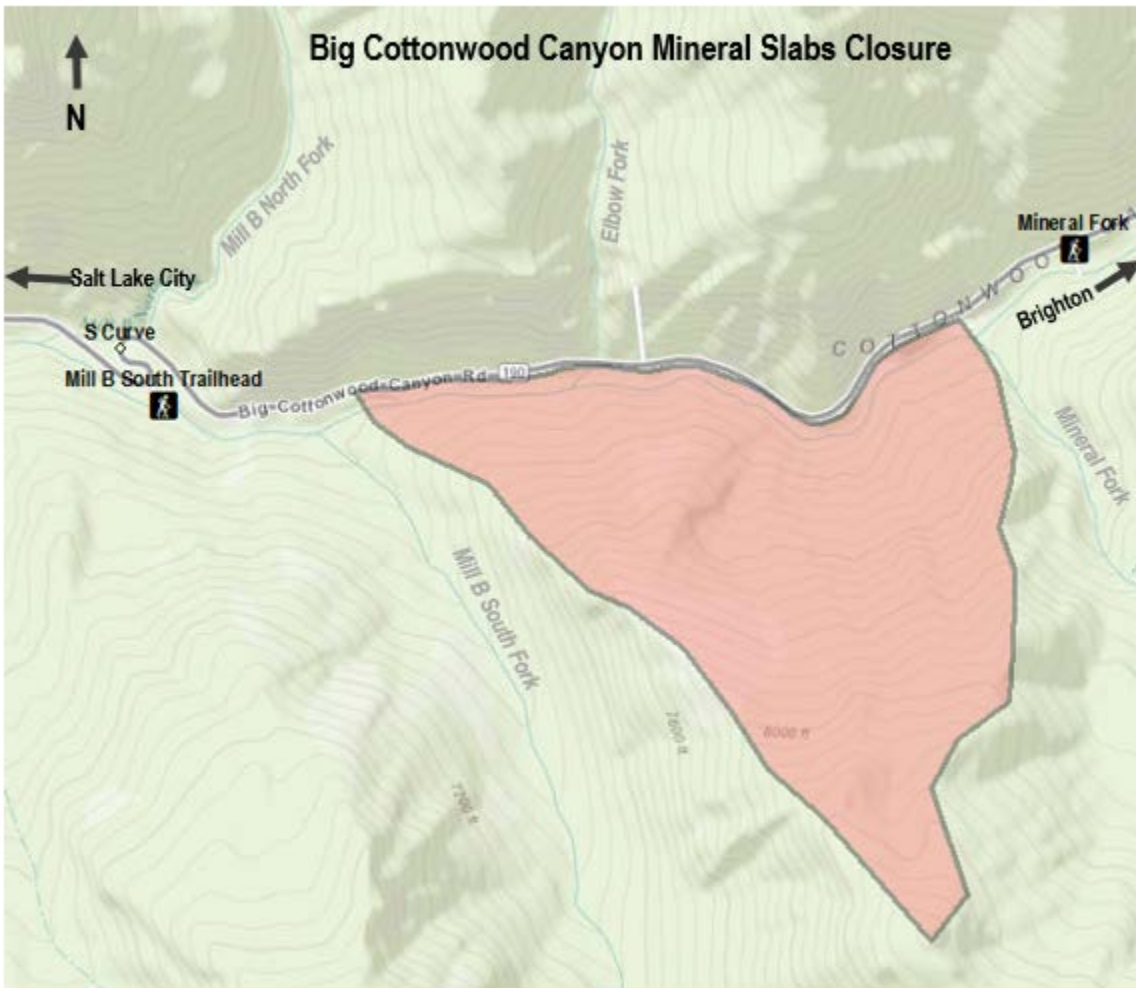 Big Cottonwood Canyon Mineral Slabs Closure
N
Mill B North Fork
Elbow Fork
Mineral Fork
Salt Lake City
COTTONWOO
Brighton
S Curve
Mill B South Trailhead
Big-Cottonwood-Canyon-Rd
190
Mineral Fork
Mill B South Fork
7600 ft
8000 ft
7200 ft